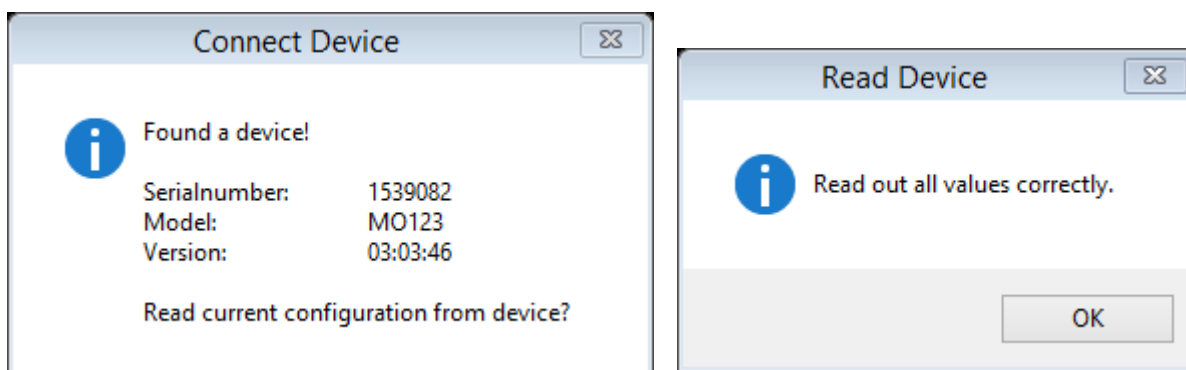 Connect Device
Found a device!
Serialnumber: 1539082
Model: MO123
Version: 03:03:46
Read current configuration from device?
Read Device
Read out all values correctly.
OK